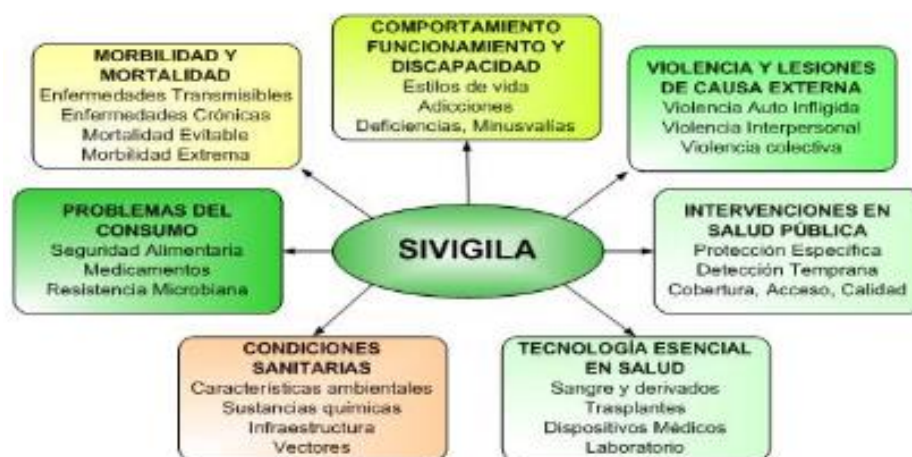 MORBILIDAD Y
MORTALIDAD
Enfermedades Transmisibles
Enfermedades Crónicas
Mortalidad Evitable
Morbilidad Extrema
COMPORTAMIENTO
FUNCIONAMIENTO Y
DISCAPACIDAD
Estilos de vida
Adicciones
Deficiencias, Minusvalías
VIOLENCIA Y LESIONES
DE CAUSA EXTERNA
Violencia Auto Infligida
Violencia Interpersonal
Violencia colectiva
PROBLEMAS DEL
CONSUMO
Seguridad Alimentaria
Medicamentos
Resistencia Microbiana
SIVIGILA
INTERVENCIONES EN
SALUD PÚBLICA
Protección Específica
Detección Temprana
Cobertura, Acceso, Calidad
CONDICIONES
SANITARIAS
Características ambientales
Sustancias químicas
Infraestructura
Vectores
TECNOLOGÍA ESENCIAL
EN SALUD
Sangre y derivados
Trasplantes
Dispositivos Médicos
Laboratorio